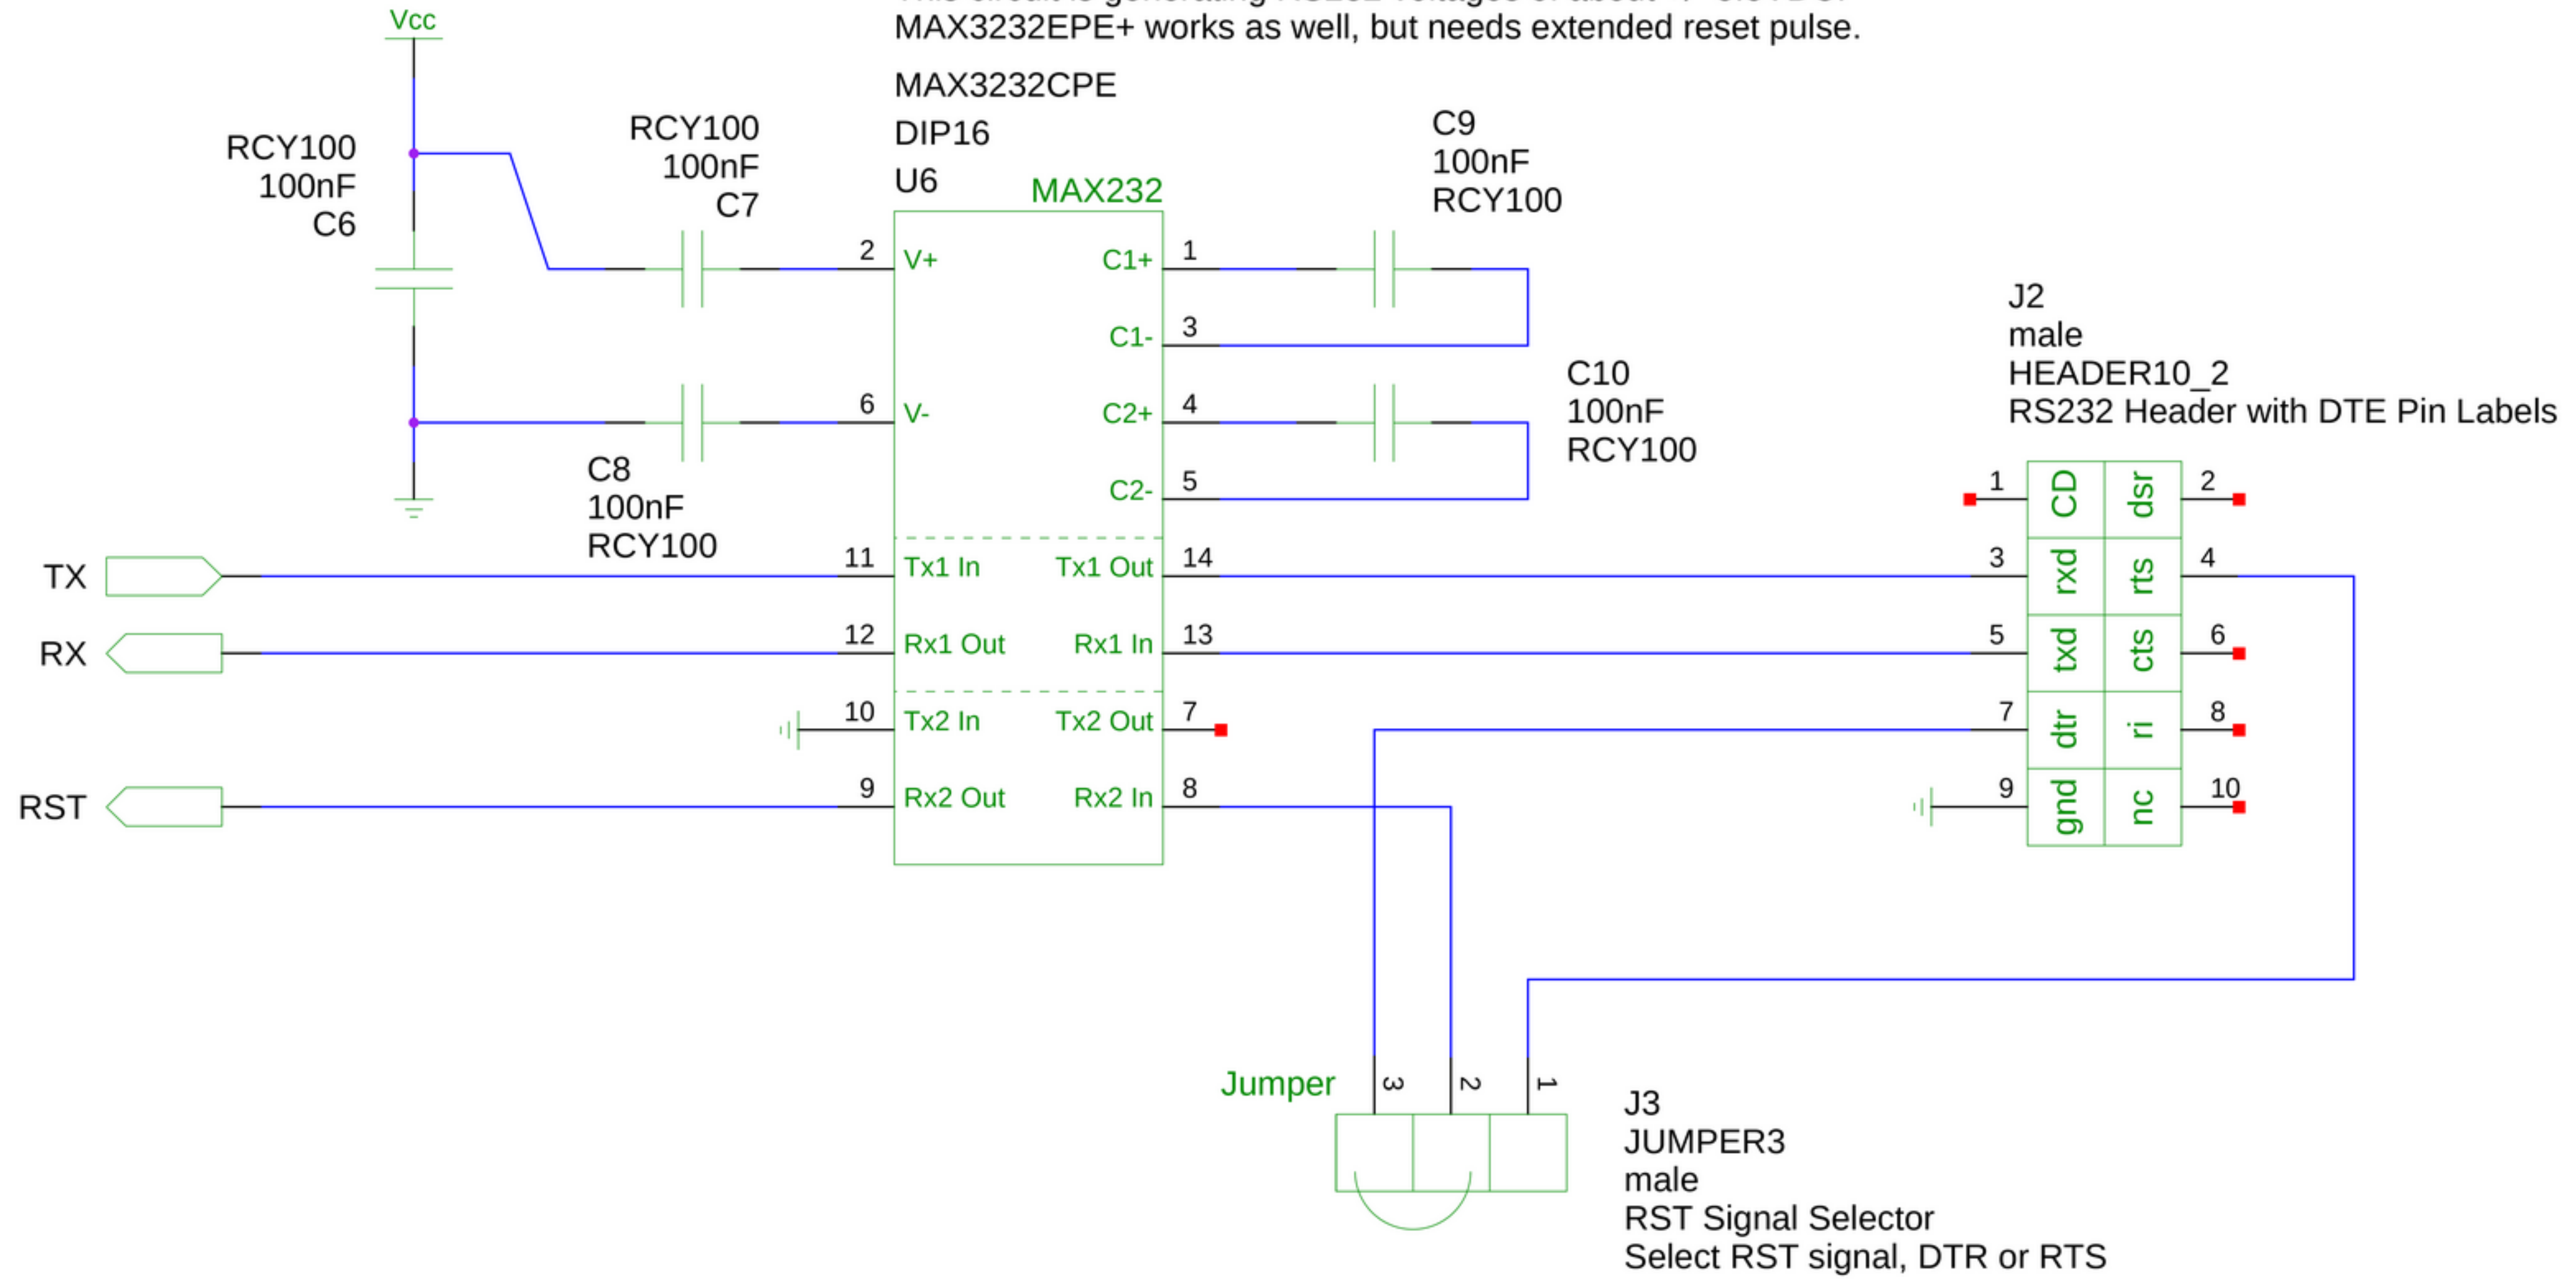 MAX3232EPE+ works as well, but needs extended reset pulse.
Vcc
MAX3232CPE
DIP16
U6
MAX232
RCY100
100nF
C6
RCY100
100nF
C7
C9
100nF
RCY100
2 V+ C1+ 1
C1- 3
6 V- C2+ 4
C2- 5
C10
100nF
RCY100
C8
100nF
RCY100
TX 11 Tx1 In Tx1 Out 14
RX 12 Rx1 Out Rx1 In 13
10 Tx2 In Tx2 Out 7
RST 9 Rx2 Out Rx2 In 8
J2
male
HEADER10_2
RS232 Header with DTE Pin Labels
1 CD dsr 2
3 rxd rts 4
5 txd cts 6
7 dtr ri 8
9 gnd nc 10
Jumper
3 2 1
J3
JUMPER3
male
RST Signal Selector
Select RST signal, DTR or RTS